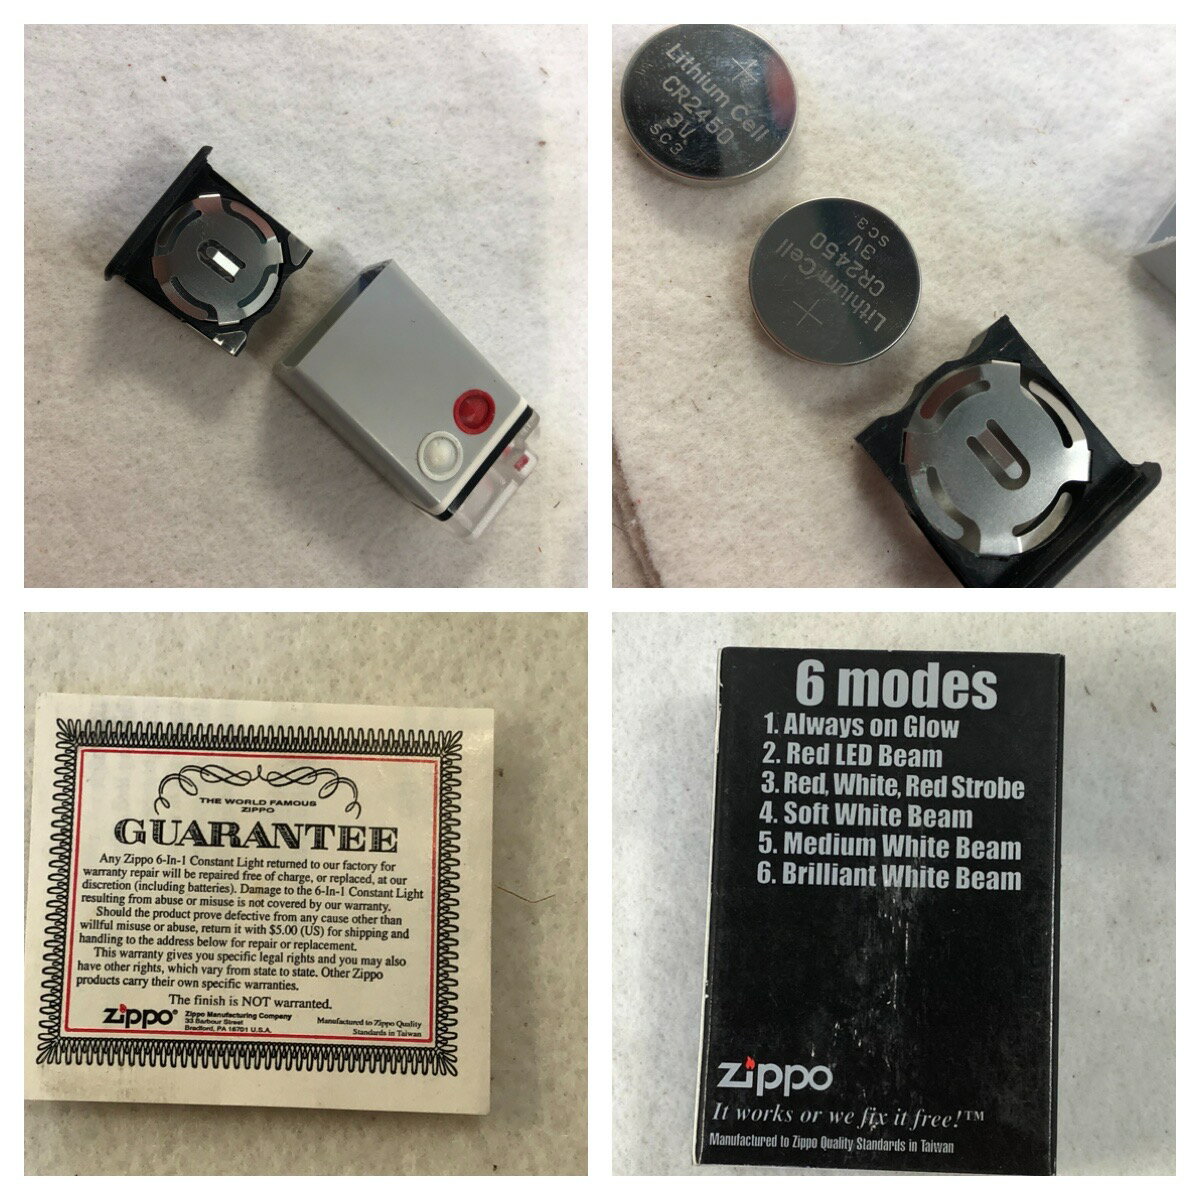 Lithium Cell
CR2450
3V
SC3
Lithium Cell
CR2450
3V
SC3
THE WORLD FAMOUS
ZIPPO
GUARANTEE
Any Zippo 6-In-1 Constant Light returned to our factory for
warranty repair will be repaired free of charge, or replaced, at our
discretion (including batteries). Damage to the 6-In-1 Constant Light
resulting from abuse or misuse is not covered by our warranty.
Should the product prove defective from any cause other than
willful misuse or abuse, return it with $5.00 (US) for shipping and
handling to the address below for repair or replacement.
This warranty gives you specific legal rights and you may also
have other rights, which vary from state to state. Other Zippo
products carry their own specific warranties.
The finish is NOT warranted.
zippo®
Zippo Manufacturing Company
33 Barbour Street
Bradford, PA 16701 U.S.A.
Manufactured to Zippo Quality
Standards in Taiwan
6 modes
1. Always on Glow
2. Red LED Beam
3. Red, White, Red Strobe
4. Soft White Beam
5. Medium White Beam
6. Brilliant White Beam
zippo
It works or we fix it free!™
Manufactured to Zippo Quality Standards in Taiwan